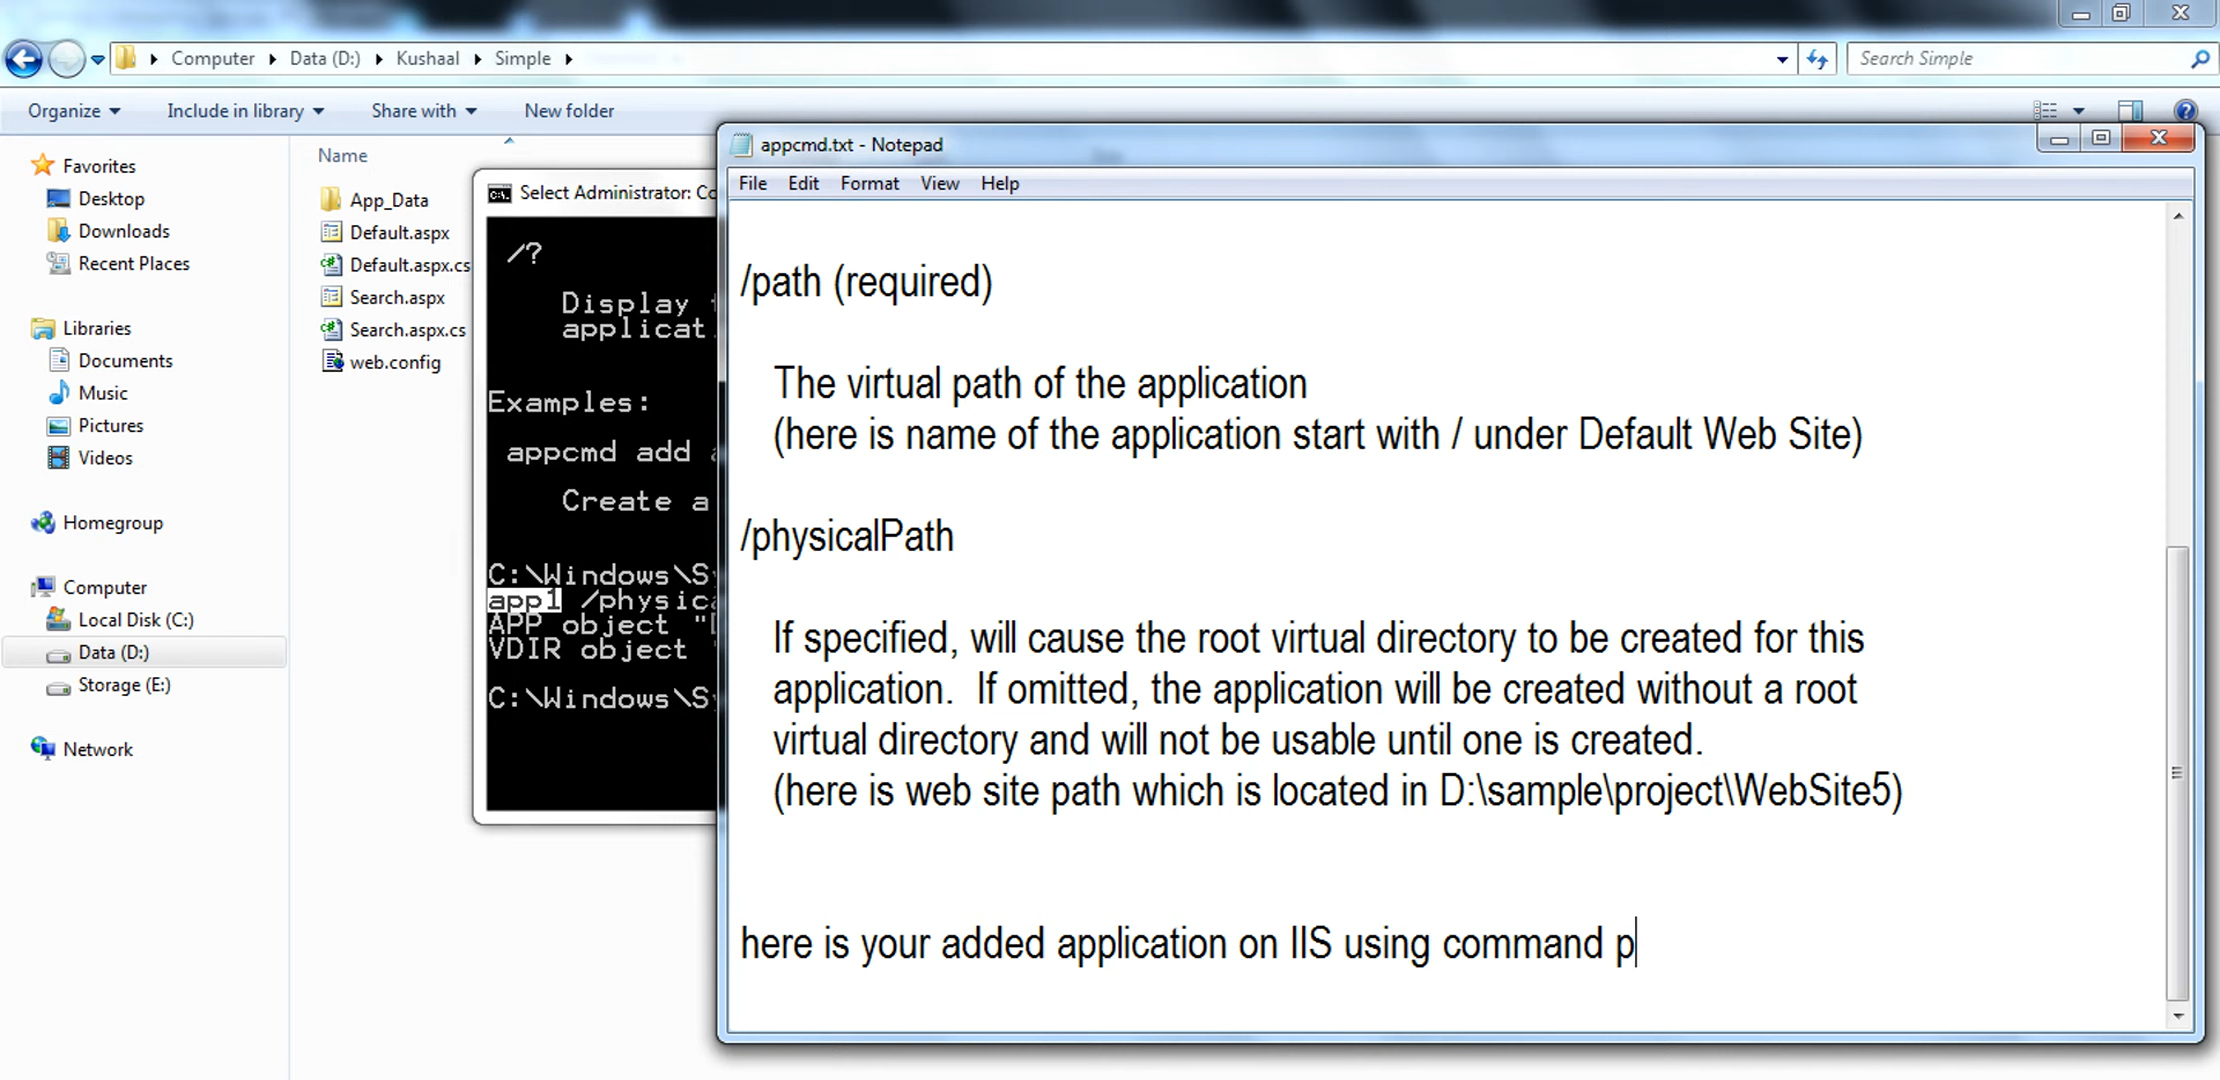 Computer Data (D:) Kushaal Simple
Search Simple
Organize Include in library Share with New folder
Favorites
Desktop
Downloads
Recent Places
Libraries
Documents
Music
Pictures
Videos
Homegroup
Computer
Local Disk (C:)
Data (D:)
Storage (E:)
Network
Name
App_Data
Default.aspx
Default.aspx.cs
Search.aspx
Search.aspx.cs
web.config
Select Administrator:
/?
Display
applicat
Examples:
appcmd add
Create a
C:\Windows\S
app1 /physic
APP object "
VDIR object
C:\Windows\S
appcmd.txt - Notepad
File Edit Format View Help
/path (required)
The virtual path of the application
(here is name of the application start with / under Default Web Site)
/physicalPath
If specified, will cause the root virtual directory to be created for this
application.  If omitted, the application will be created without a root
virtual directory and will not be usable until one is created.
(here is web site path which is located in D:\sample\project\WebSite5)
here is your added application on IIS using command p